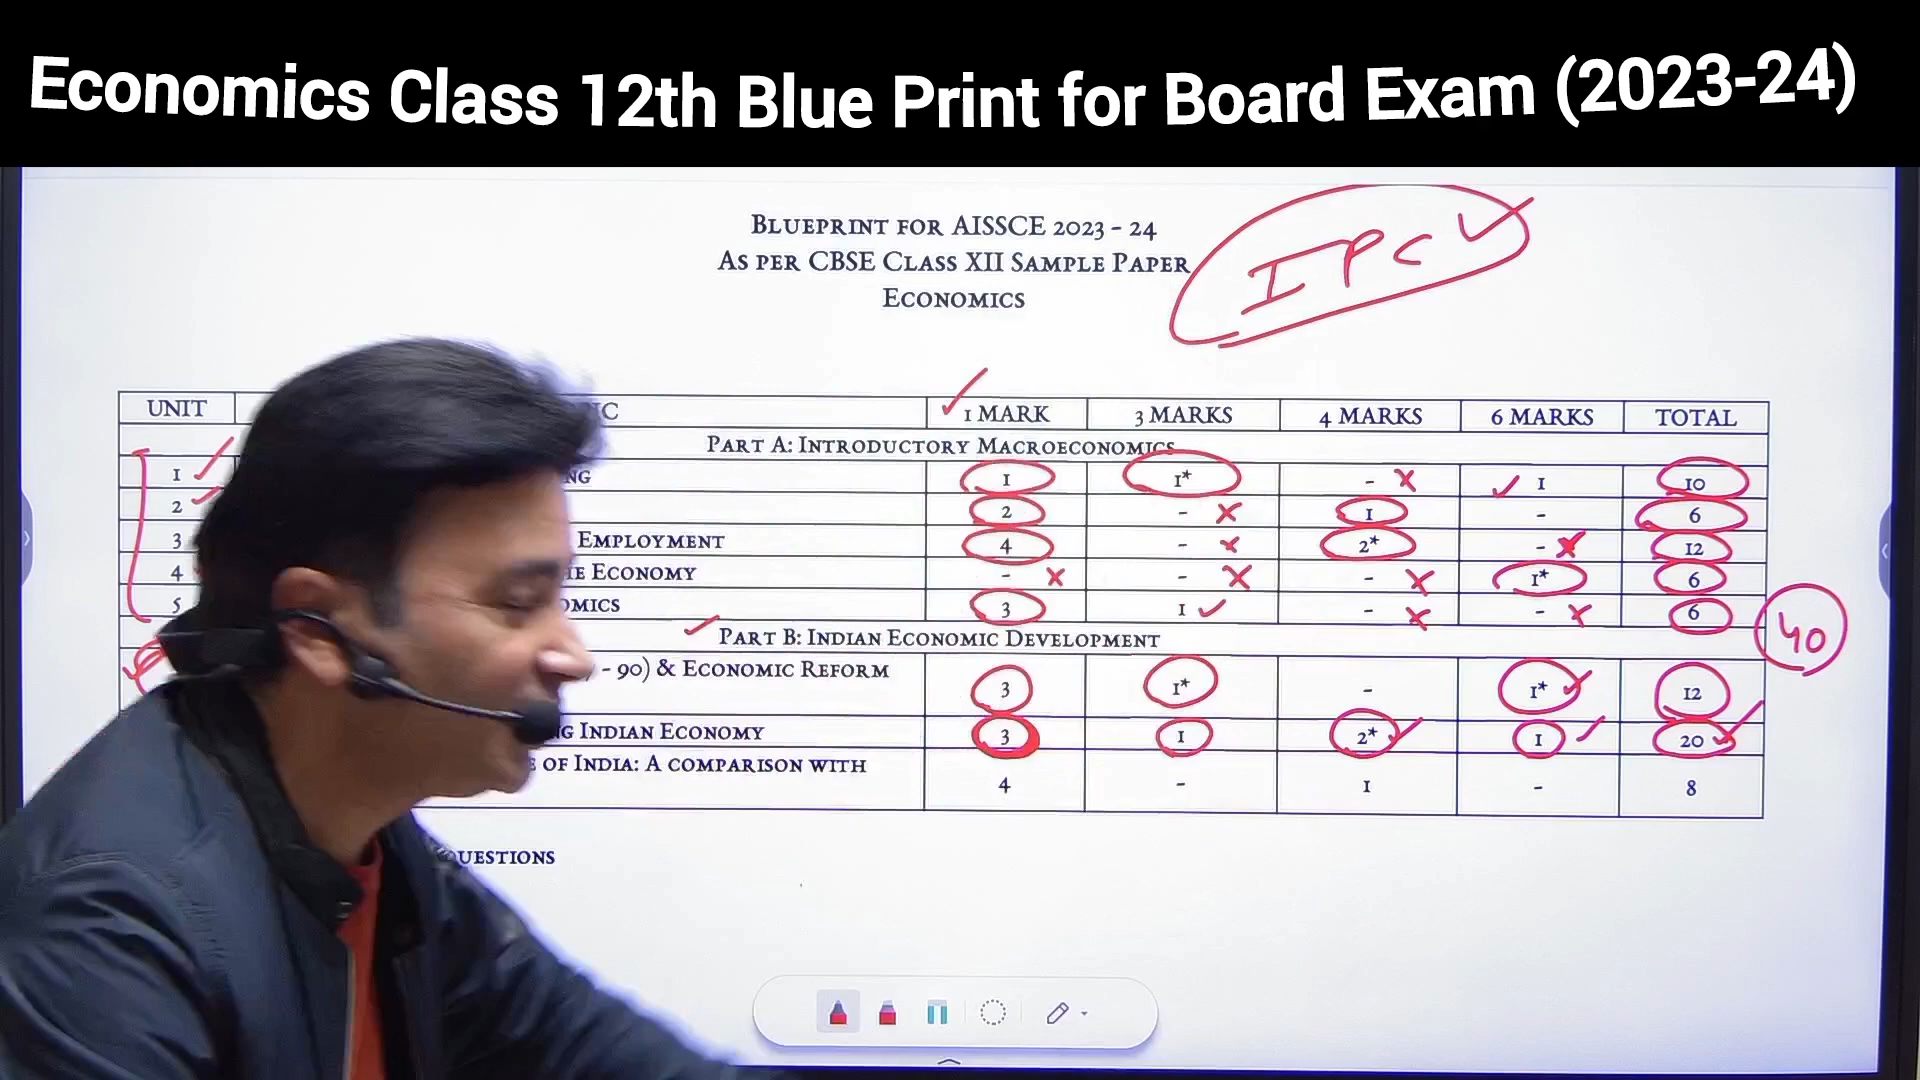 Economics Class 12th Blue Print for Board Exam (2023-24)
BLUEPRINT FOR AISSCE 2023 - 24
AS PER CBSE CLASS XII SAMPLE PAPER
ECONOMICS
IPC
UNIT 1 MARK 3 MARKS 4 MARKS 6 MARKS TOTAL
PART A: INTRODUCTORY MACROECONOMICS
1 1 1* - 1 10
2 2 - 1 - 6
3 EMPLOYMENT 4 - 2* - 12
4 ECONOMY - - - 1* 6
5 3 1 - - 6
40
PART B: INDIAN ECONOMIC DEVELOPMENT
- 90) & ECONOMIC REFORM 3 1* - 1* 12
INDIAN ECONOMY 3 1 2* 1 20
OF INDIA: A COMPARISON WITH
4 - 1 - 8
QUESTIONS